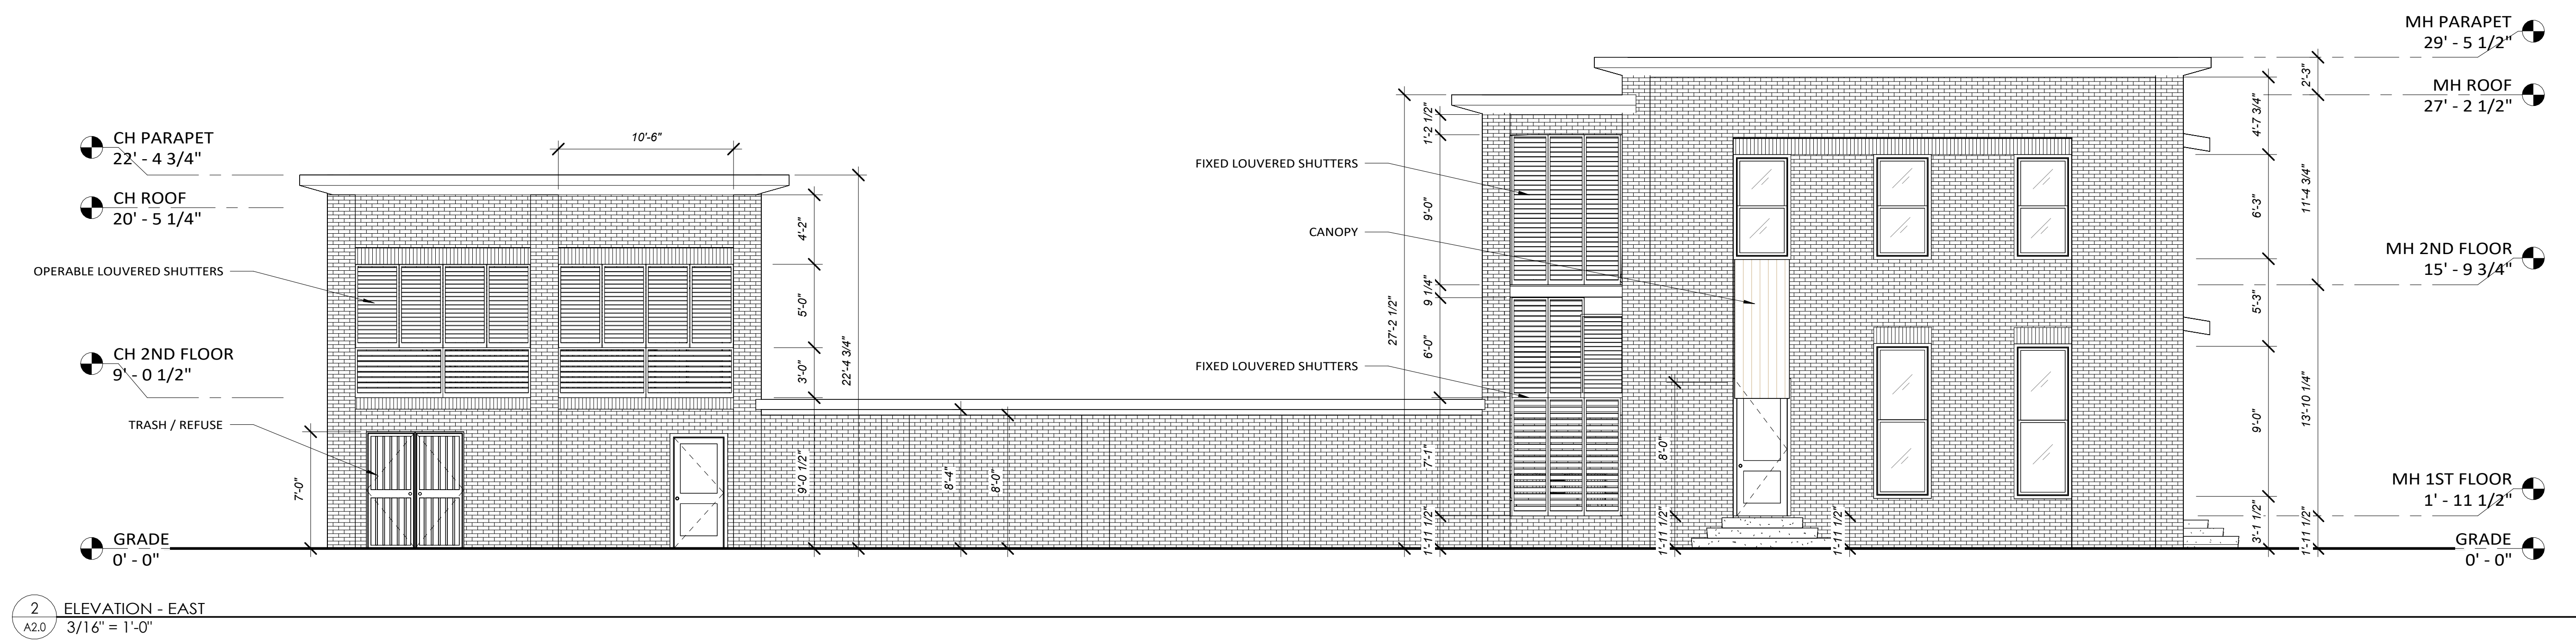 MH PARAPET
29' - 5 1/2"
MH ROOF
27' - 2 1/2"
MH 2ND FLOOR
15' - 9 3/4"
MH 1ST FLOOR
1' - 11 1/2"
GRADE
0' - 0"
CH PARAPET
22' - 4 3/4"
CH ROOF
20' - 5 1/4"
OPERABLE LOUVERED SHUTTERS
CH 2ND FLOOR
9' - 0 1/2"
TRASH / REFUSE
GRADE
0' - 0"
7'-0"
10'-6"
4'-2"
5'-0"
3'-0"
9'-0 1/2"
22'-4 3/4"
8'-4"
8'-0"
FIXED LOUVERED SHUTTERS
CANOPY
FIXED LOUVERED SHUTTERS
27'-2 1/2"
1'-2 1/2"
9'-0"
9 1/4"
6'-0"
7'-1"
1'-11 1/2"
8'-0"
1'-11 1/2"
1'-11 1/2"
4'-7 3/4"
6'-3"
5'-3"
9'-0"
3'-1 1/2"
2'-3"
11'-4 3/4"
13'-10 1/4"
1'-11 1/2"
2
A2.0
ELEVATION - EAST
3/16" = 1'-0"